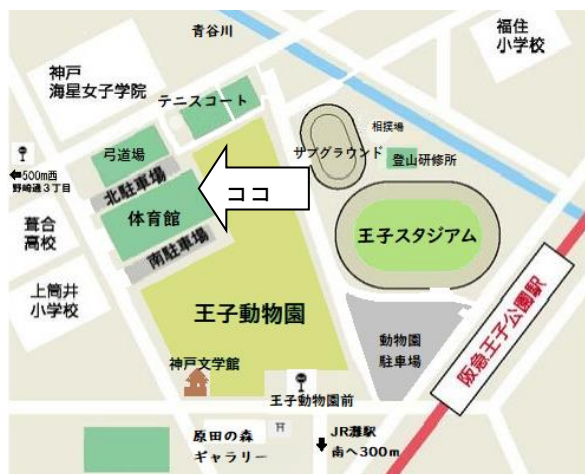 青谷川
福住
小学校
神戸
海星女子学院
テニスコート
相撲場
サブグラウンド
登山研修所
弓道場
⬅500m西
野崎通3丁目
北駐車場
ココ
体育館
葺合
高校
南駐車場
王子スタジアム
上筒井
小学校
王子動物園
動物園
駐車場
阪急王子公園駅
神戸文学館
王子動物園前
原田の森
ギャラリー
JR灘駅
南へ300m